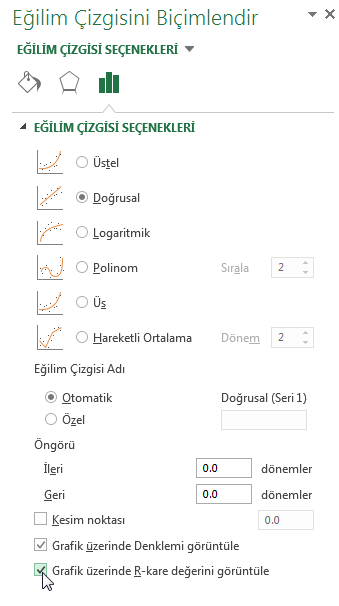 Eğilim Çizgisini Biçimlendir
EĞİLİM ÇİZGİSİ SEÇENEKLERİ
EĞİLİM ÇİZGİSİ SEÇENEKLERİ
Üstel
Doğrusal
Logaritmik
Polinom Sırala 2
Üs
Hareketli Ortalama Dönem 2
Eğilim Çizgisi Adı
Otomatik Doğrusal (Seri 1)
Özel
Öngörü
İleri 0.0 dönemler
Geri 0.0 dönemler
Kesim noktası 0.0
Grafik üzerinde Denklemi görüntüle
Grafik üzerinde R-kare değerini görüntüle